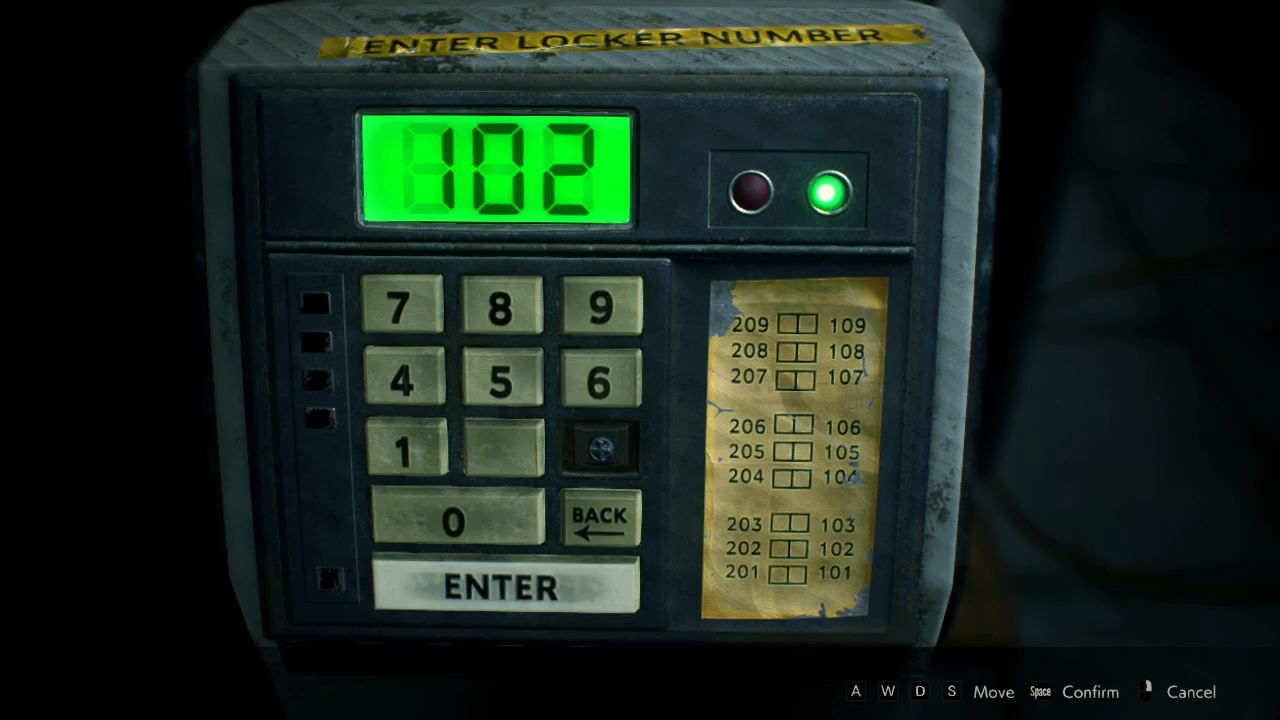 ENTER LOCKER NUMBER
102
7 8 9
4 5 6
1
0 BACK
ENTER
209 109
208 108
207 107
206 106
205 105
204 104
203 103
202 102
201 101
A W D S Move Space Confirm Cancel